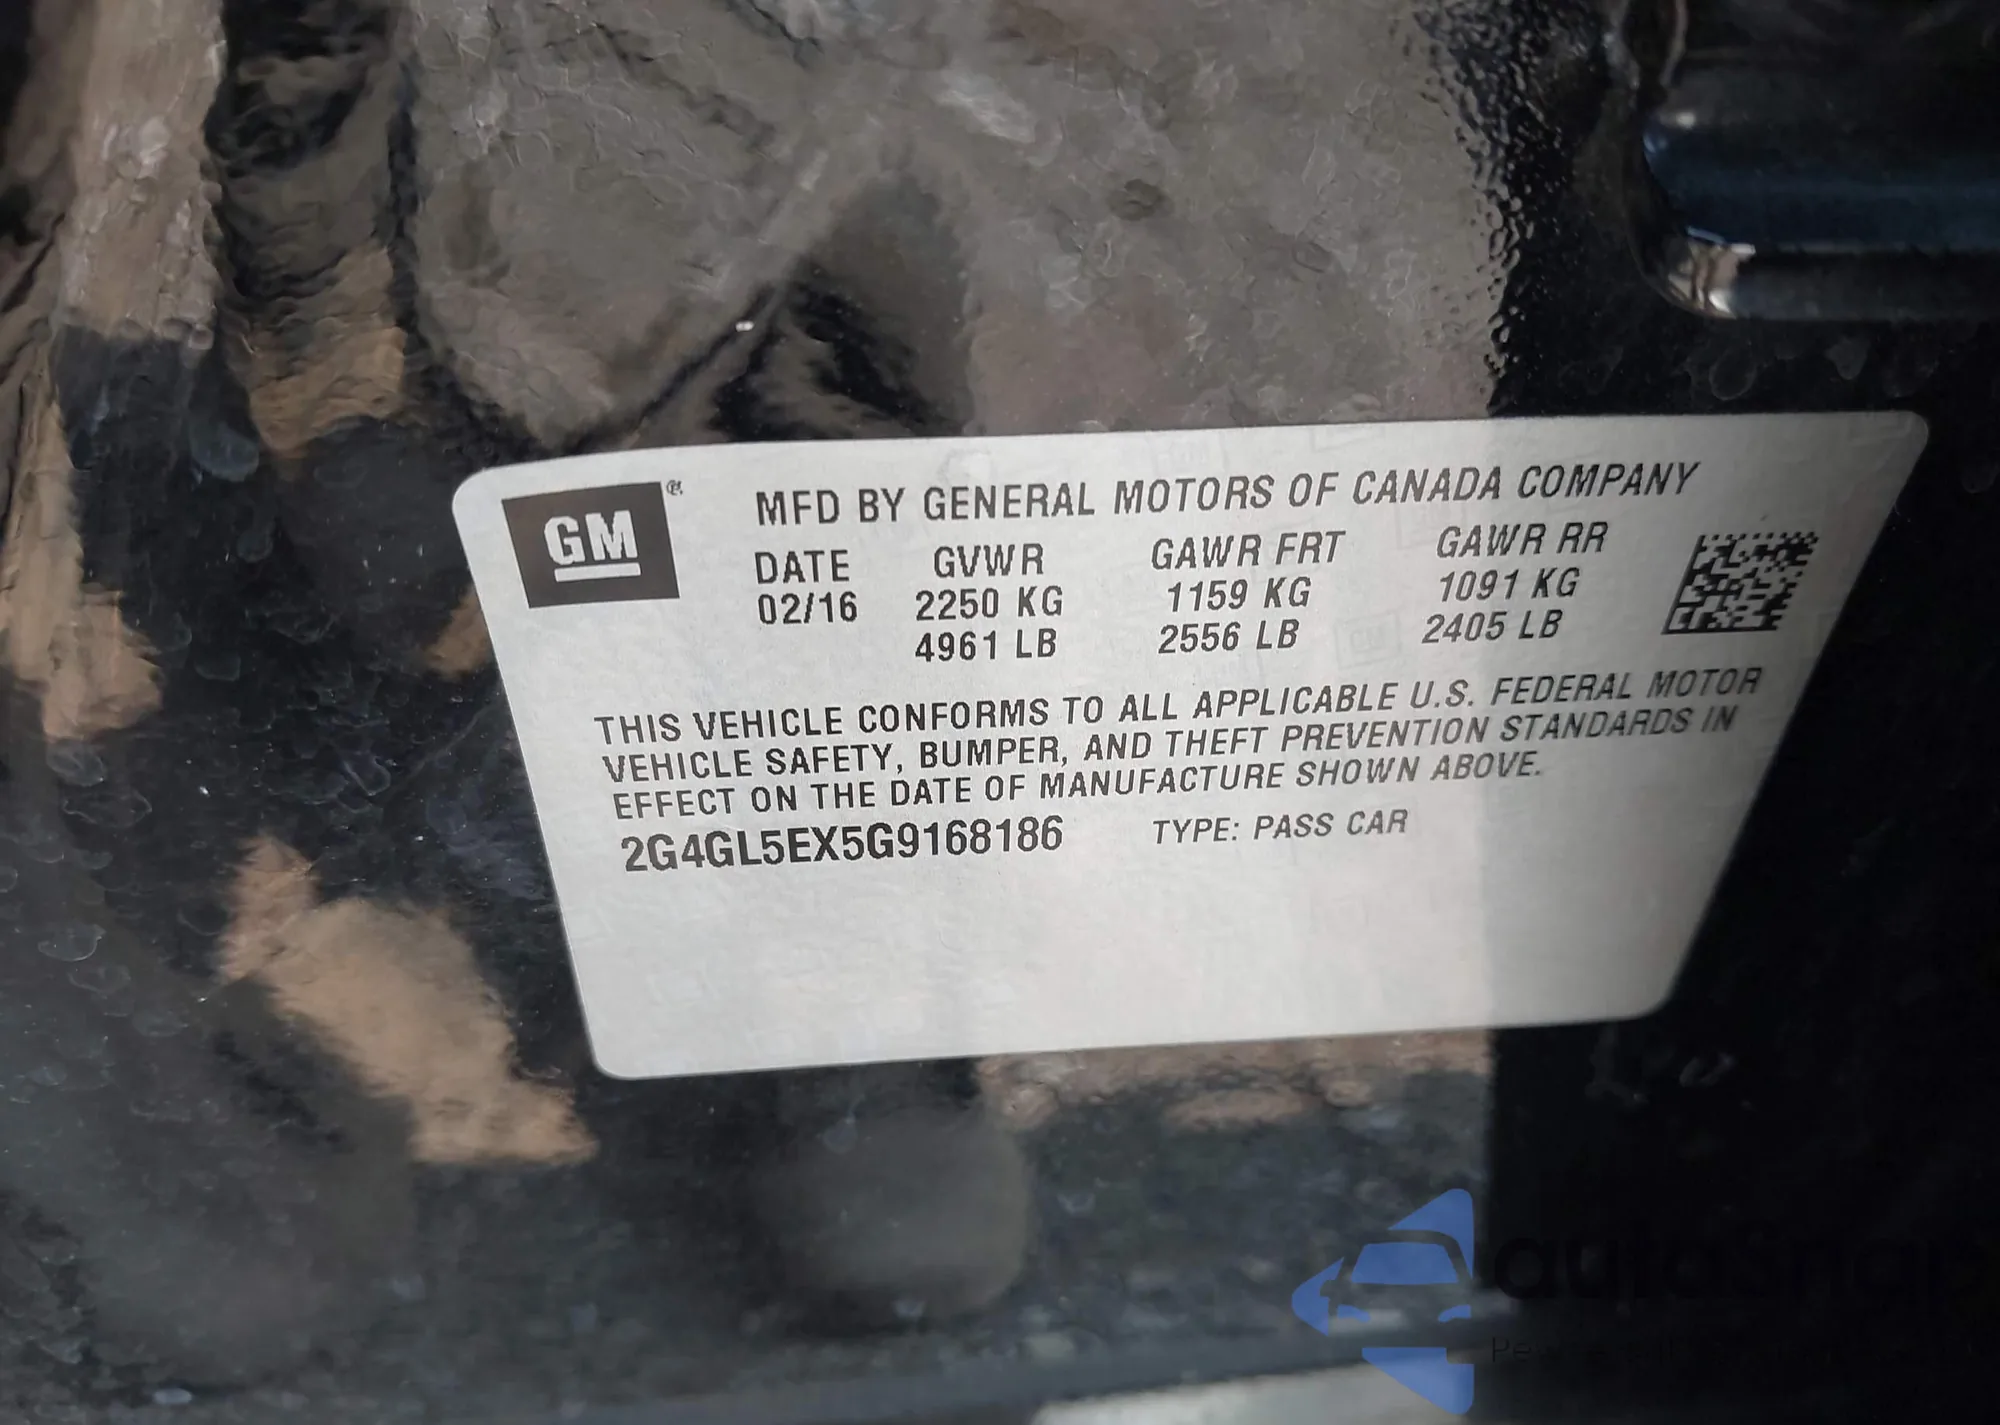 GM ®
MFD BY GENERAL MOTORS OF CANADA COMPANY
DATE GVWR GAWR FRT GAWR RR
02/16 2250 KG 1159 KG 1091 KG
4961 LB 2556 LB 2405 LB
THIS VEHICLE CONFORMS TO ALL APPLICABLE U.S. FEDERAL MOTOR
VEHICLE SAFETY, BUMPER, AND THEFT PREVENTION STANDARDS IN
EFFECT ON THE DATE OF MANUFACTURE SHOWN ABOVE.
2G4GL5EX5G9168186 TYPE: PASS CAR